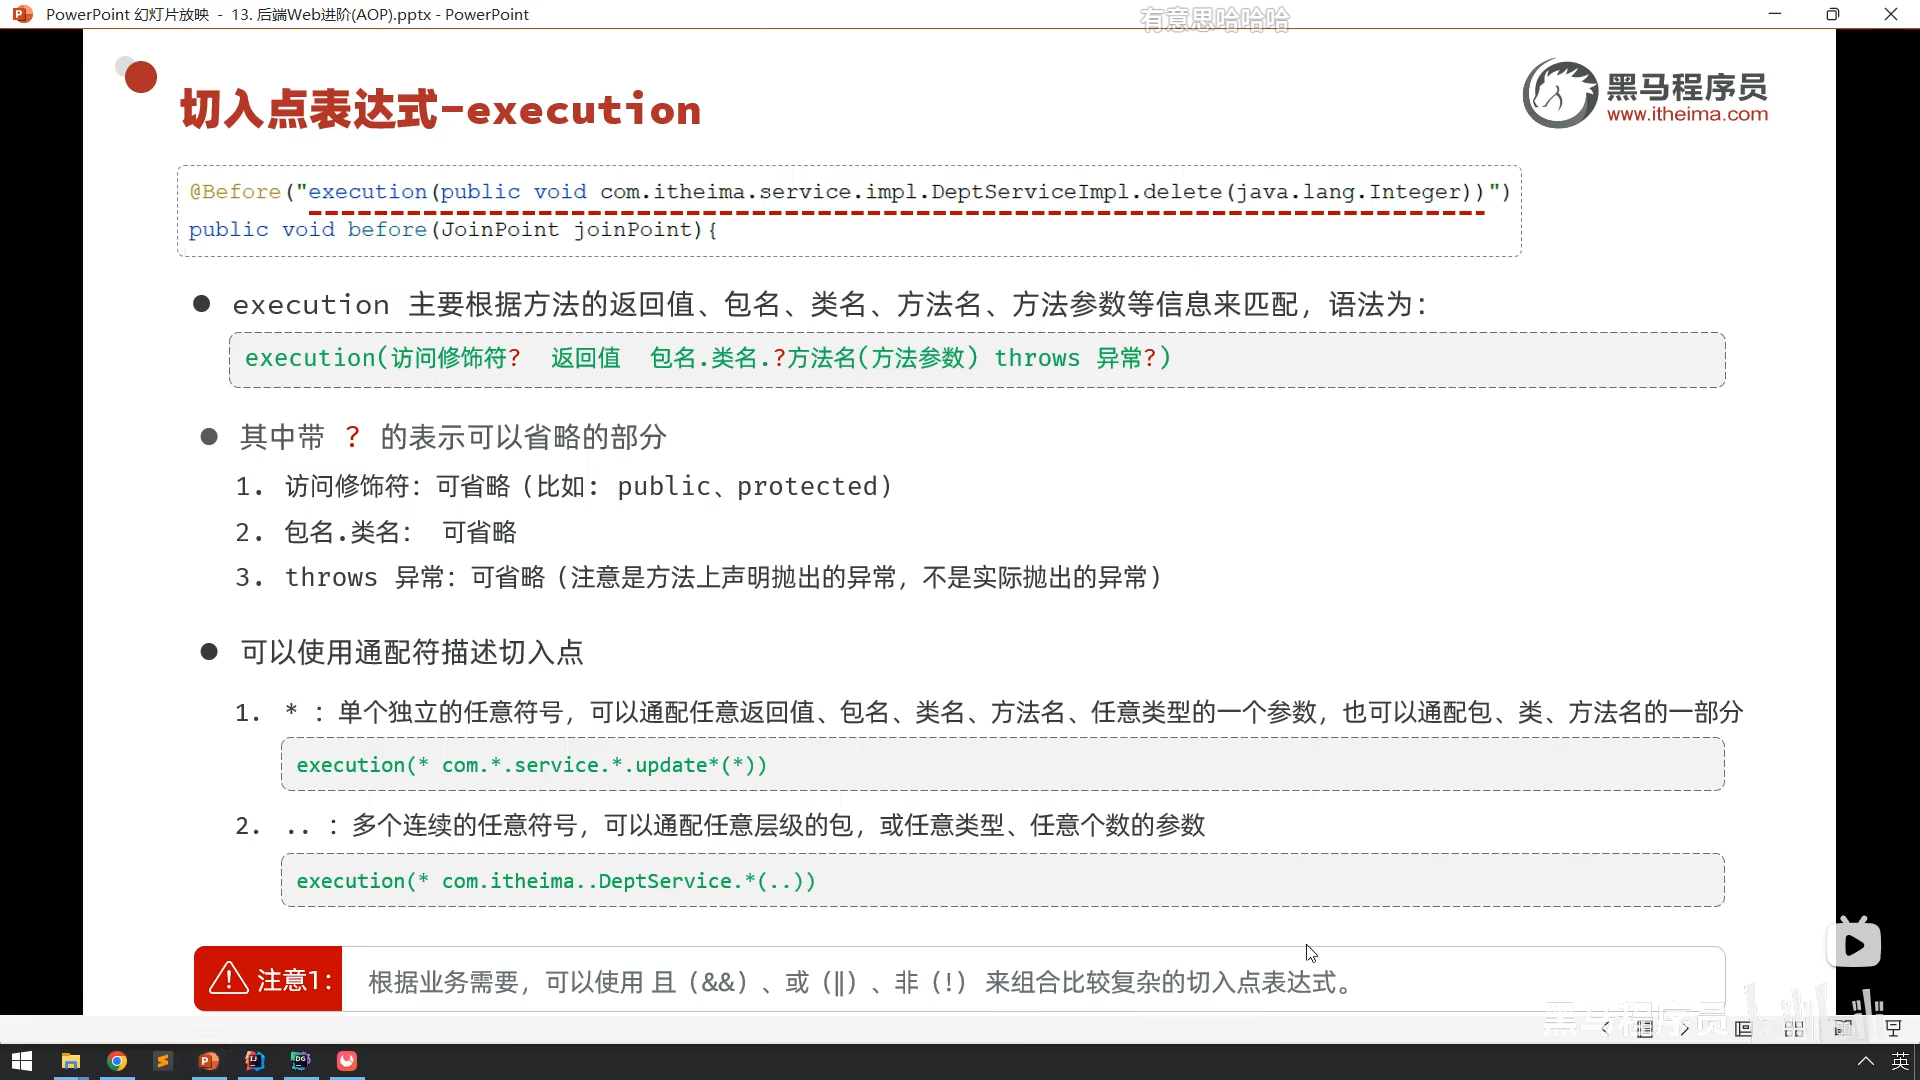 PowerPoint 幻灯片放映 - 13. 后端Web进阶(AOP).pptx - PowerPoint
有意思哈哈哈
切入点表达式-execution
黑马程序员
www.itheima.com
@Before("execution(public void com.itheima.service.impl.DeptServiceImpl.delete(java.lang.Integer))")
public void before(JoinPoint joinPoint){
execution 主要根据方法的返回值、包名、类名、方法名、方法参数等信息来匹配，语法为：
execution(访问修饰符? 返回值 包名.类名.?方法名(方法参数) throws 异常?)
其中带 ? 的表示可以省略的部分
1. 访问修饰符：可省略（比如: public、protected）
2. 包名.类名： 可省略
3. throws 异常：可省略（注意是方法上声明抛出的异常，不是实际抛出的异常）
可以使用通配符描述切入点
1. * ：单个独立的任意符号，可以通配任意返回值、包名、类名、方法名、任意类型的一个参数，也可以通配包、类、方法名的一部分
execution(* com.*.service.*.update*(*))
2. .. ：多个连续的任意符号，可以通配任意层级的包，或任意类型、任意个数的参数
execution(* com.itheima..DeptService.*(..))
注意1：
根据业务需要，可以使用 且（&&）、或（||）、非（!） 来组合比较复杂的切入点表达式。
黑马程序员
英